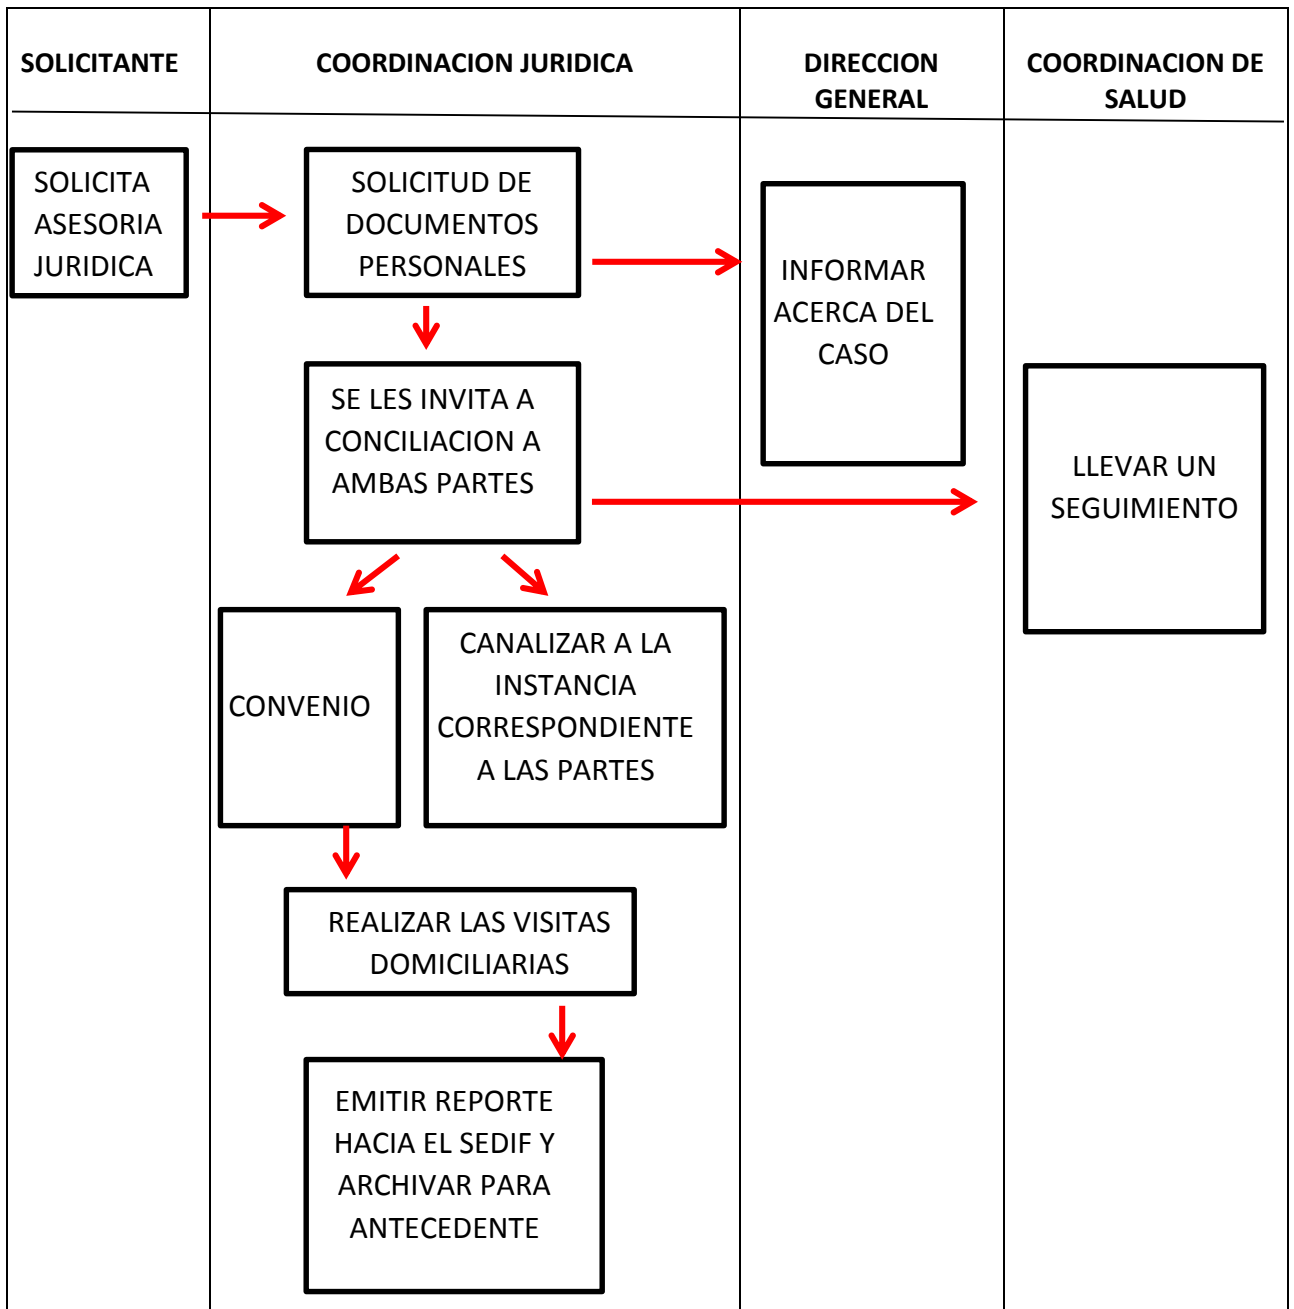 SOLICITANTE
COORDINACION JURIDICA
DIRECCION
GENERAL
COORDINACION DE
SALUD
SOLICITA
ASESORIA
JURIDICA
SOLICITUD DE
DOCUMENTOS
PERSONALES
INFORMAR
ACERCA DEL
CASO
SE LES INVITA A
CONCILIACION A
AMBAS PARTES
LLEVAR UN
SEGUIMIENTO
CONVENIO
CANALIZAR A LA
INSTANCIA
CORRESPONDIENTE
A LAS PARTES
REALIZAR LAS VISITAS
DOMICILIARIAS
EMITIR REPORTE
HACIA EL SEDIF Y
ARCHIVAR PARA
ANTECEDENTE